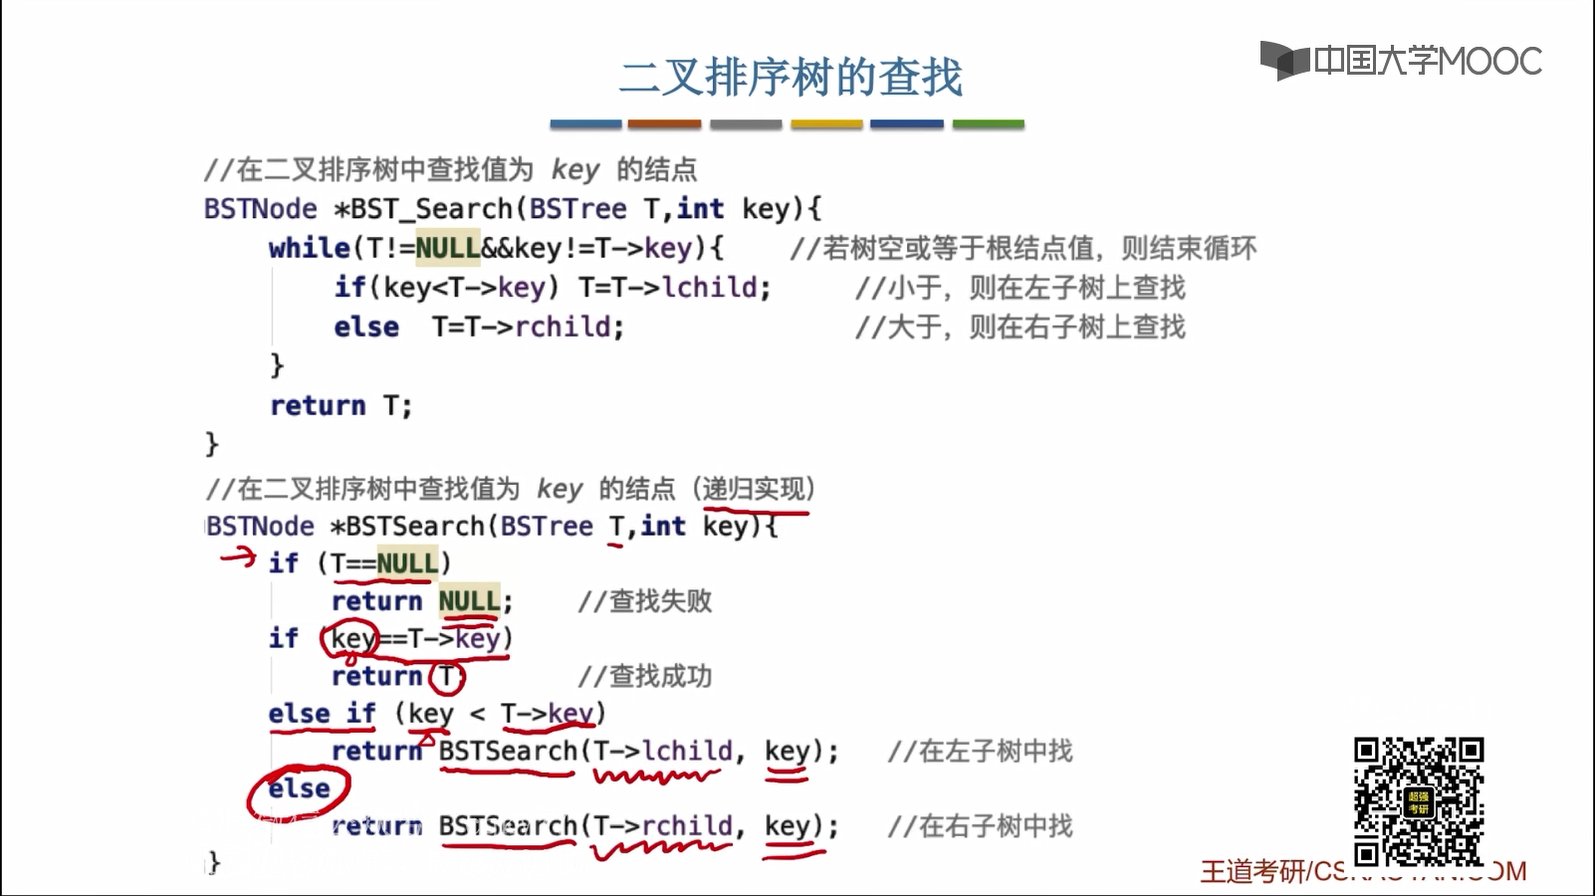 二叉排序树的查找
中国大学MOOC
//在二叉排序树中查找值为 key 的结点
BSTNode *BST_Search(BSTree T,int key){
while(T!=NULL&&key!=T->key){ //若树空或等于根结点值，则结束循环
if(key<T->key) T=T->lchild; //小于，则在左子树上查找
else T=T->rchild; //大于，则在右子树上查找
}
return T;
}
//在二叉排序树中查找值为 key 的结点（递归实现）
BSTNode *BSTSearch(BSTree T,int key){
if (T==NULL)
return NULL; //查找失败
if (key==T->key)
return T; //查找成功
else if (key < T->key)
return BSTSearch(T->lchild, key); //在左子树中找
else
return BSTSearch(T->rchild, key); //在右子树中找
}
超强
考研
王道考研/CSKAOYAN.COM